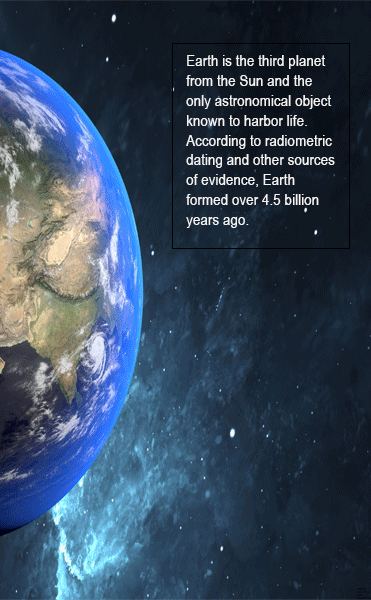 Earth is the third planet
from the Sun and the
only astronomical object
known to harbor life.
According to radiometric
dating and other sources
of evidence, Earth
formed over 4.5 billion
years ago.